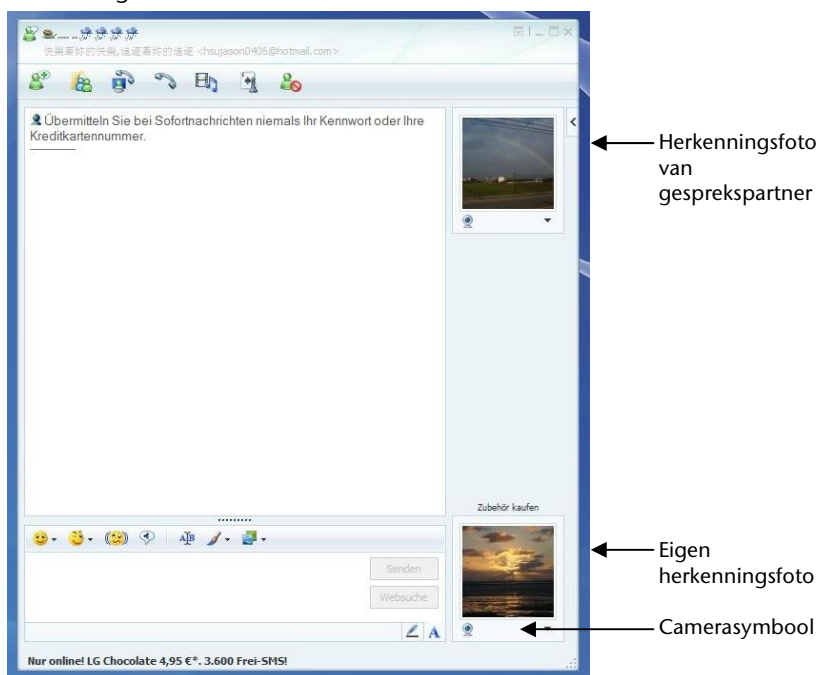 快樂著妳的快樂,追逐著妳的追逐 <hsujason0406@hotmail.com>
Übermitteln Sie bei Sofortnachrichten niemals Ihr Kennwort oder Ihre
Kreditkartennummer.
Herkenningsfoto
van
gesprekspartner
Zubehör kaufen
Senden
Websuche
Eigen
herkenningsfoto
Camerasymbool
Nur online! LG Chocolate 4,95 €*. 3.600 Frei-SMS!